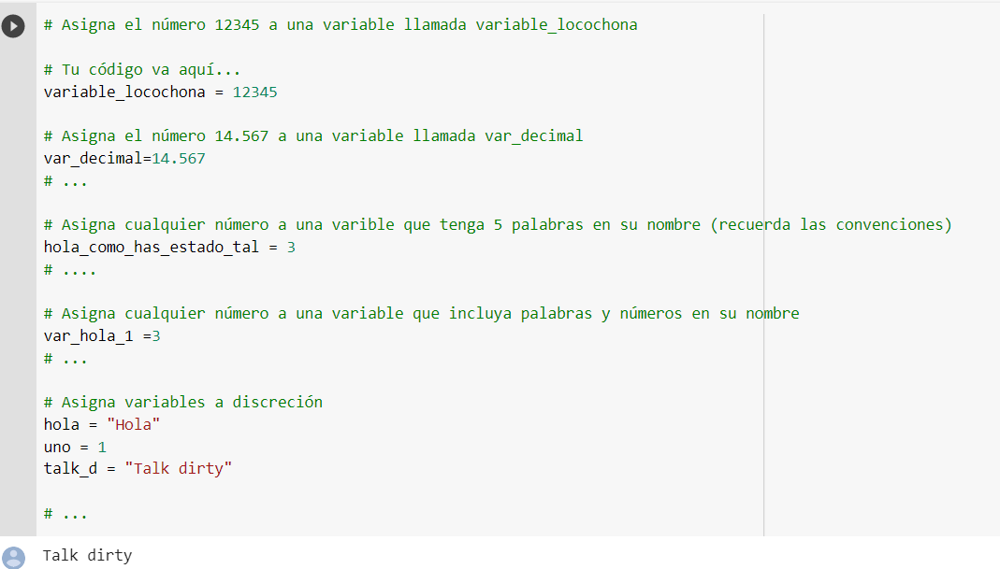 # Asigna el número 12345 a una variable llamada variable_locochona
# Tu código va aquí...
variable_locochona = 12345
# Asigna el número 14.567 a una variable llamada var_decimal
var_decimal=14.567
# ...
# Asigna cualquier número a una varible que tenga 5 palabras en su nombre (recuerda las convenciones)
hola_como_has_estado_tal = 3
# ....
# Asigna cualquier número a una variable que incluya palabras y números en su nombre
var_hola_1 =3
# ...
# Asigna variables a discreción
hola = "Hola"
uno = 1
talk_d = "Talk dirty"
# ...
Talk dirty